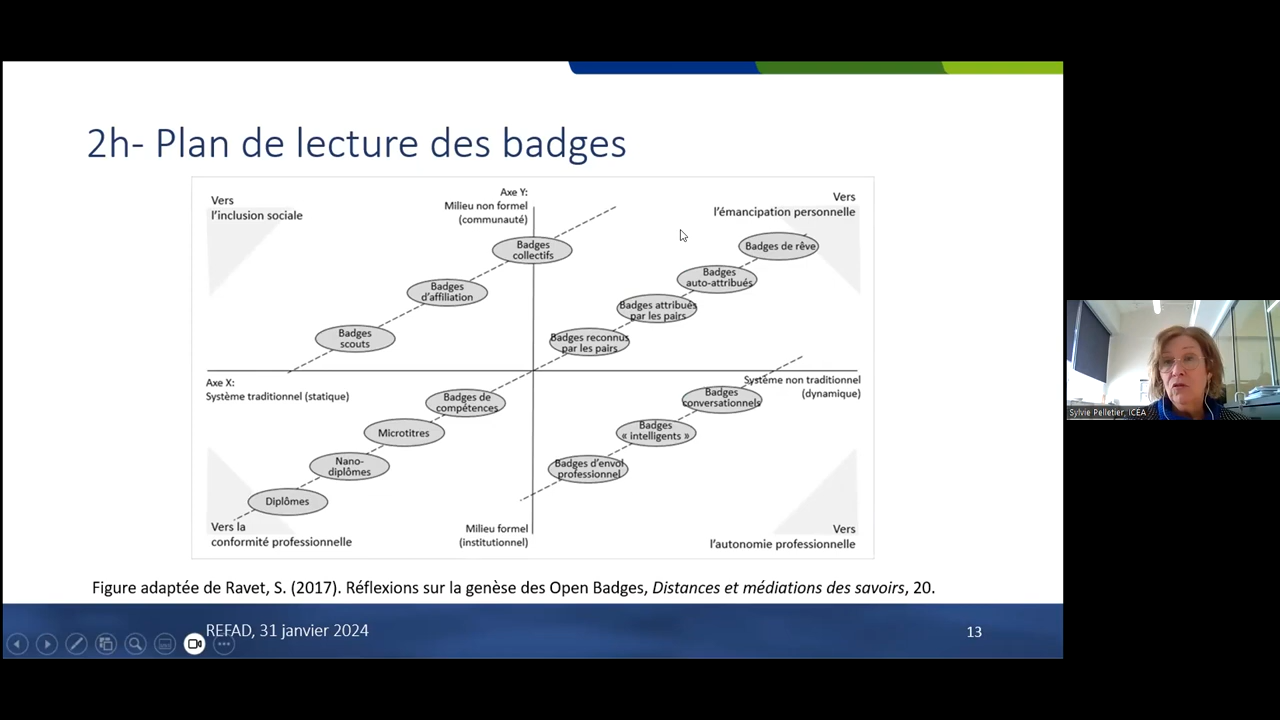 2h- Plan de lecture des badges
Vers
l'inclusion sociale
Axe Y:
Milieu non formel
(communauté)
Vers
l'émancipation personnelle
Badges
collectifs
Badges de rêve
Badges
d'affiliation
Badges
auto-attribués
Badges attribués
par les pairs
Badges
scouts
Badges reconnus
par les pairs
Axe X:
Système traditionnel (statique)
Système non traditionnel
(dynamique)
Badges de
compétences
Badges
conversationnels
Microtitres
Badges
« intelligents »
Nano-
diplômes
Badges d'envol
professionnel
Diplômes
Vers la
conformité professionnelle
Milieu formel
(institutionnel)
Vers
l'autonomie professionnelle
Figure adaptée de Ravet, S. (2017). Réflexions sur la genèse des Open Badges, Distances et médiations des savoirs, 20.
REFAD, 31 janvier 2024
13
Sylvie Pelletier, ICEA